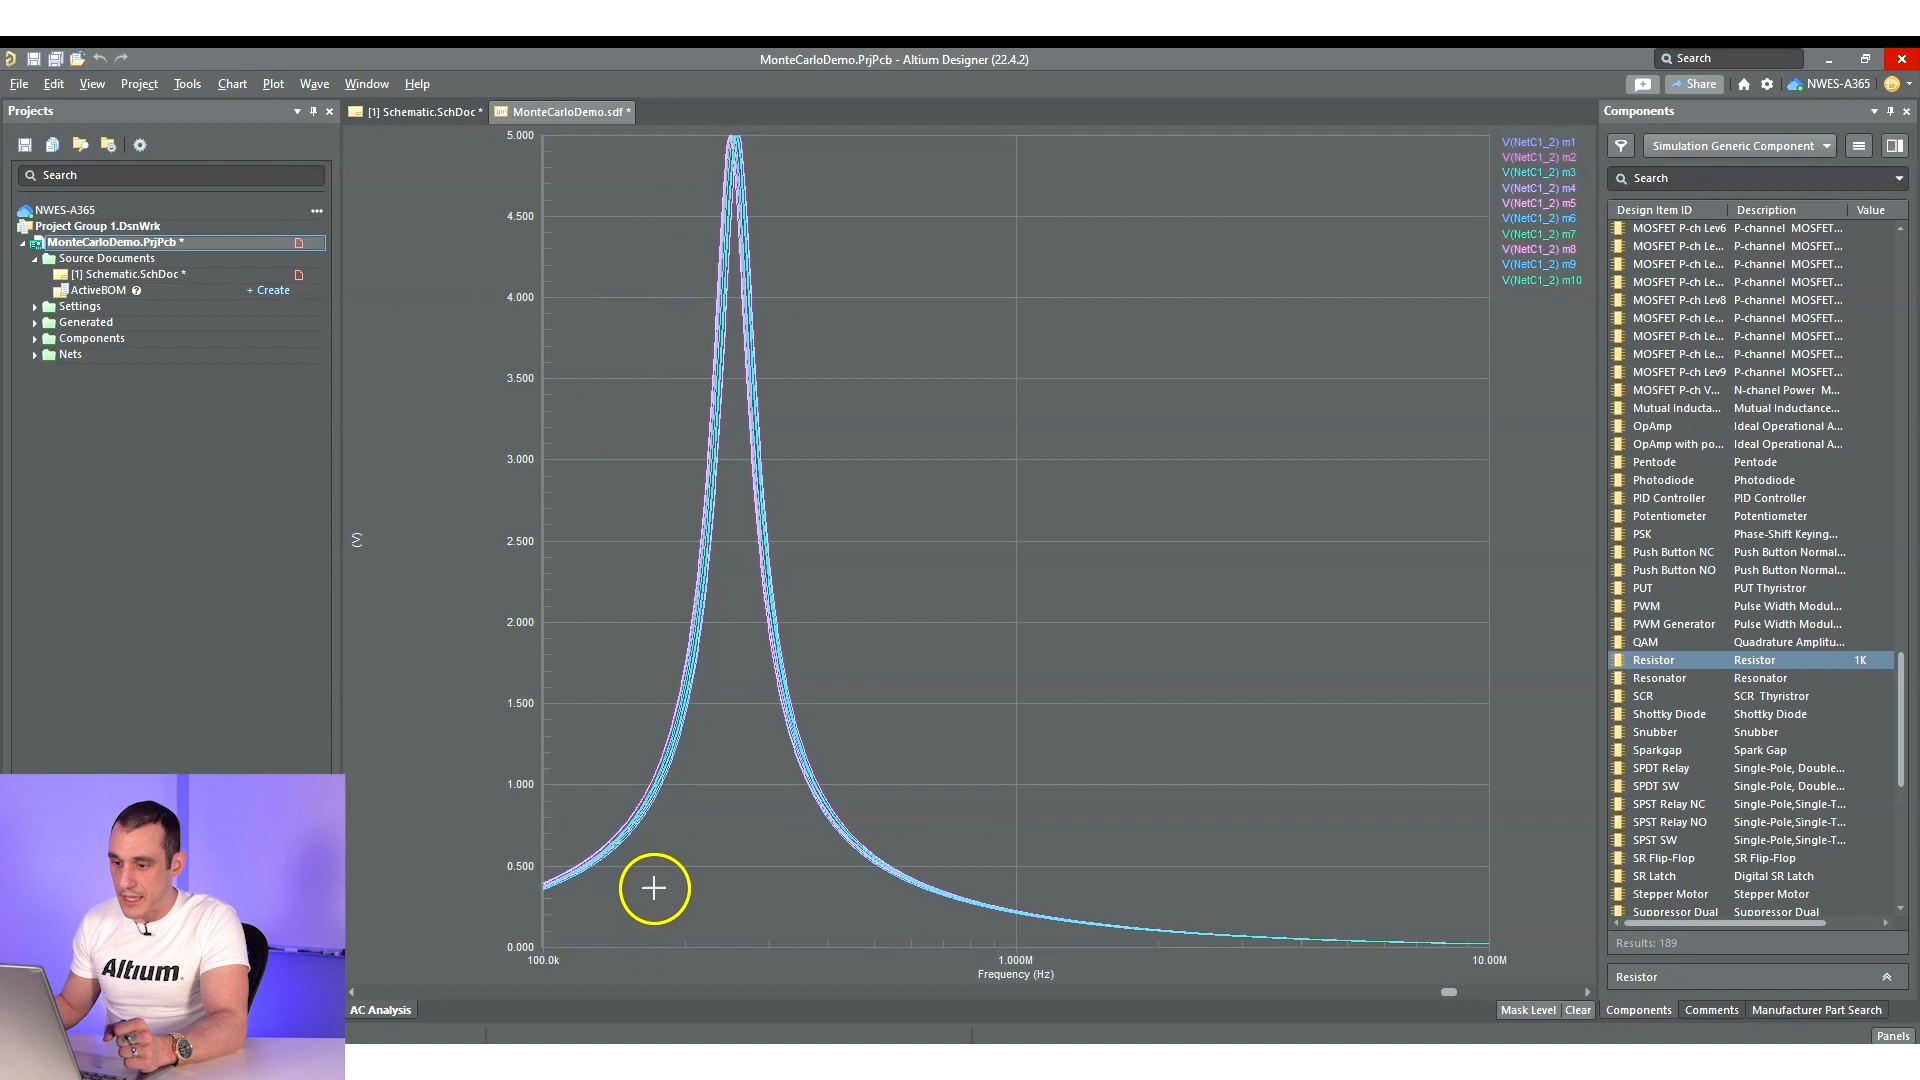 MonteCarloDemo.PrjPcb - Altium Designer (22.4.2)
Search
File Edit View Project Tools Chart Plot Wave Window Help
Share
NWES-A365
Projects
[1] Schematic.SchDoc *
MonteCarloDemo.sdf *
Components
Search
NWES-A365
Project Group 1.DsnWrk
MonteCarloDemo.PrjPcb *
Source Documents
[1] Schematic.SchDoc *
ActiveBOM
+ Create
Settings
Generated
Components
Nets
5.000
4.500
4.000
3.500
3.000
2.500
2.000
1.500
1.000
0.500
0.000
100.0k
1.000M
10.00M
Frequency (Hz)
V(NetC1_2) m1
V(NetC1_2) m2
V(NetC1_2) m3
V(NetC1_2) m4
V(NetC1_2) m5
V(NetC1_2) m6
V(NetC1_2) m7
V(NetC1_2) m8
V(NetC1_2) m9
V(NetC1_2) m10
Simulation Generic Component
Search
Design Item ID Description Value
MOSFET P-ch Lev6 P-channel MOSFET...
MOSFET P-ch Le... P-channel MOSFET...
MOSFET P-ch Le... P-channel MOSFET...
MOSFET P-ch Le... P-channel MOSFET...
MOSFET P-ch Lev8 P-channel MOSFET...
MOSFET P-ch Le... P-channel MOSFET...
MOSFET P-ch Le... P-channel MOSFET...
MOSFET P-ch Le... P-channel MOSFET...
MOSFET P-ch Lev9 P-channel MOSFET...
MOSFET P-ch V... N-chanel Power M...
Mutual Inducta... Mutual Inductance...
OpAmp Ideal Operational A...
OpAmp with po... Ideal Operational A...
Pentode Pentode
Photodiode Photodiode
PID Controller PID Controller
Potentiometer Potentiometer
PSK Phase-Shift Keying...
Push Button NC Push Button Normal...
Push Button NO Push Button Normal...
PUT PUT Thyristror
PWM Pulse Width Modul...
PWM Generator Pulse Width Modul...
QAM Quadrature Amplitu...
Resistor Resistor 1K
Resonator Resonator
SCR SCR Thyristror
Shottky Diode Shottky Diode
Snubber Snubber
Sparkgap Spark Gap
SPDT Relay Single-Pole, Double...
SPDT SW Single-Pole, Double...
SPST Relay NC Single-Pole,Single-T...
SPST Relay NO Single-Pole,Single-T...
SPST SW Single-Pole,Single-T...
SR Flip-Flop SR Flip-Flop
SR Latch Digital SR Latch
Stepper Motor Stepper Motor
Suppressor Dual Suppressor Dual
Results: 189
Resistor
AC Analysis
Mask Level Clear
Components Comments Manufacturer Part Search
Panels
Altium.